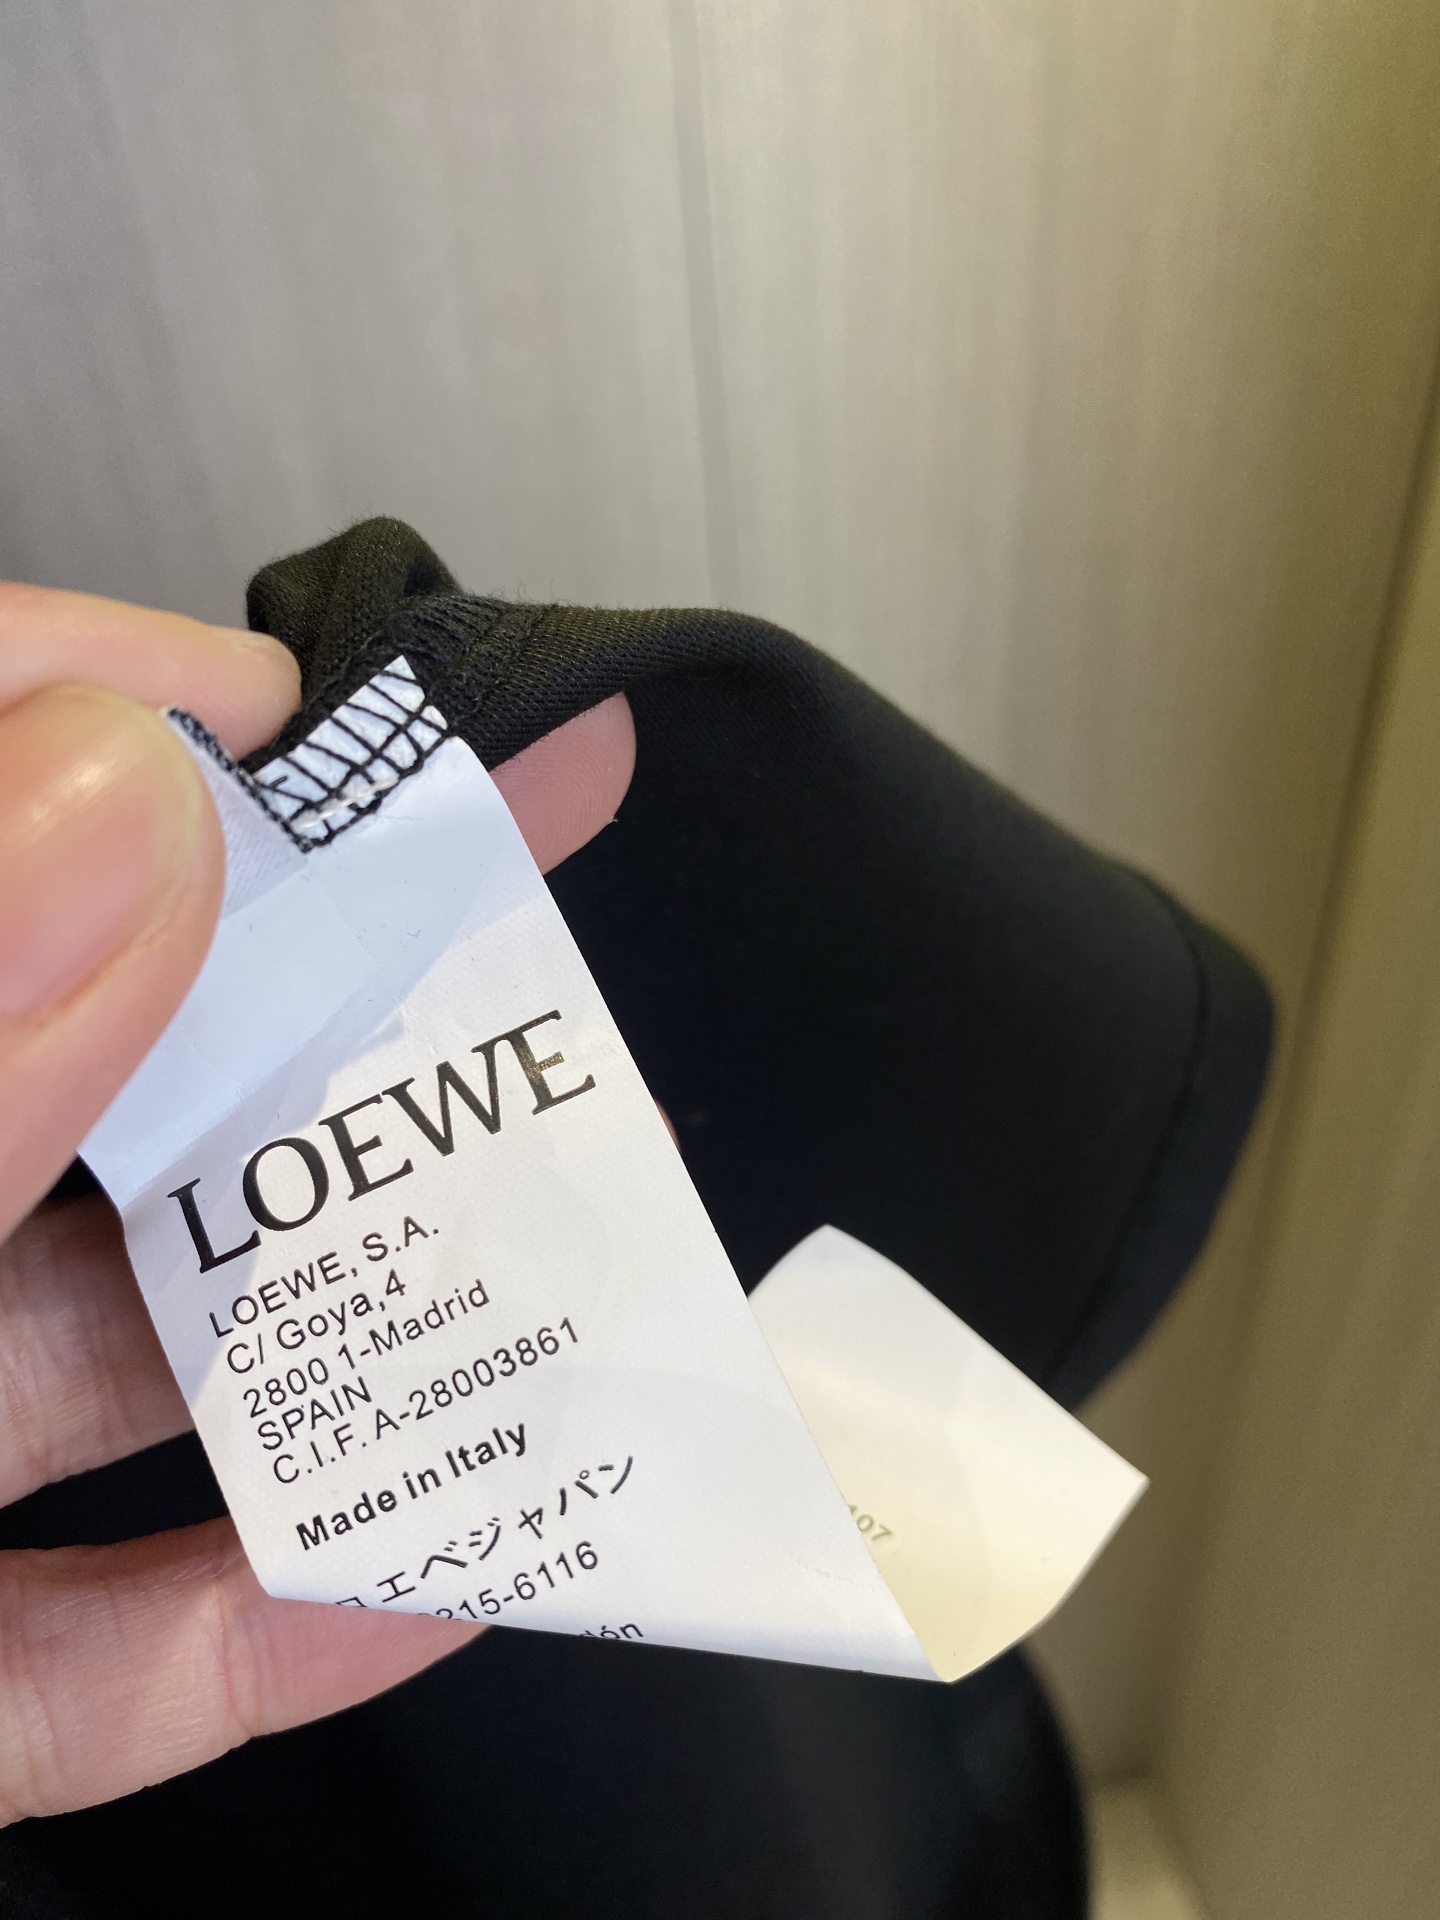 LOEWE
LOEWE, S.A.
C/ Goya,4
2800 1-Madrid
SPAIN
C.I.F. A-28003861
Made in Italy
ロエベジャパン
215-6116